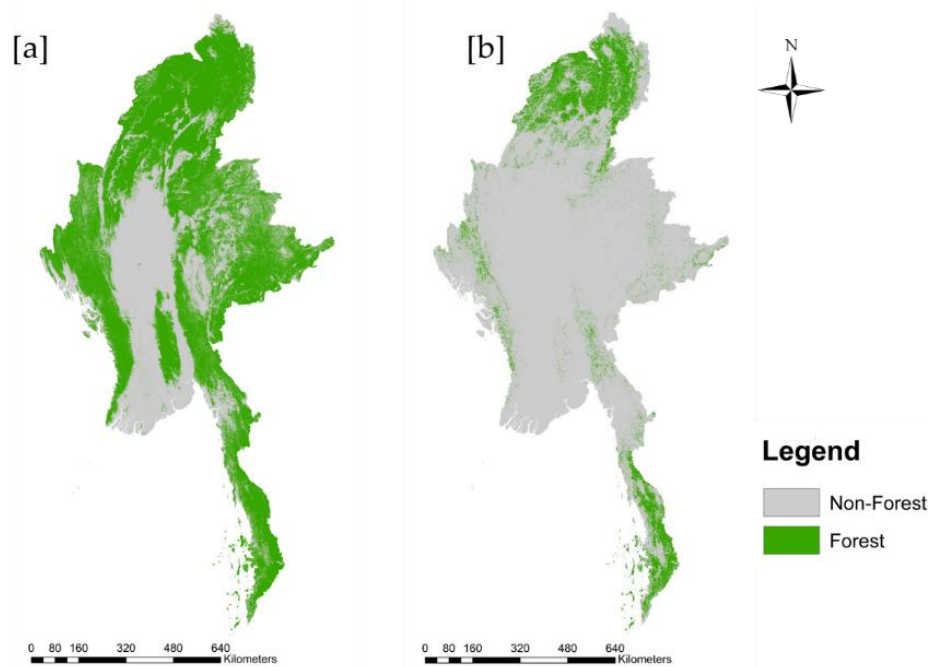 [a]
[b]
N
Legend
Non-Forest
Forest
0 80 160 320 480 640
Kilometers
0 80 160 320 480 640
Kilometers